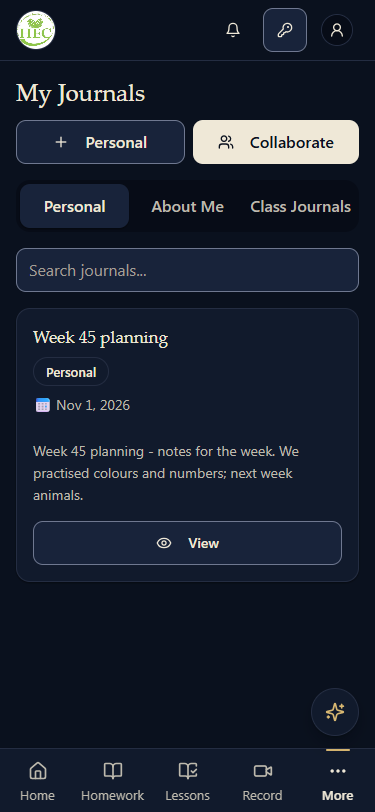 HEC
My Journals
Personal
Collaborate
Personal
About Me
Class Journals
Search journals...
Week 45 planning
Personal
Nov 1, 2026
Week 45 planning - notes for the week. We
practised colours and numbers; next week
animals.
View
Home
Homework
Lessons
Record
More